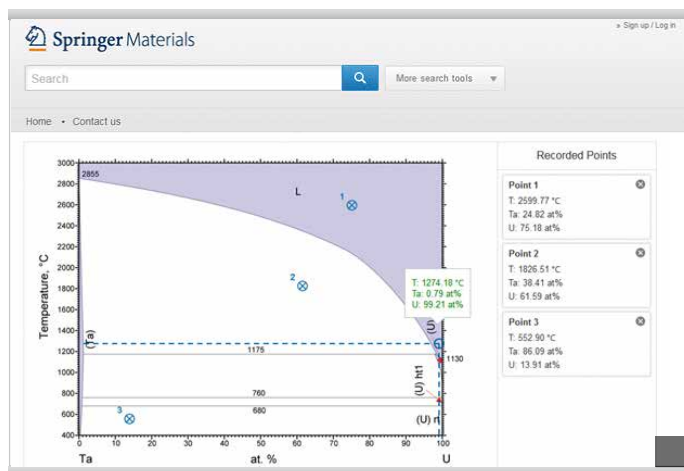 » Sign up / Log in
Springer Materials
Search
More search tools
Home • Contact us
Recorded Points
Point 1
T: 2599.77 °C
Ta: 24.82 at%
U: 75.18 at%
Point 2
T: 1826.51 °C
Ta: 38.41 at%
U: 61.59 at%
Point 3
T: 552.90 °C
Ta: 86.09 at%
U: 13.91 at%
Temperature, °C
3000
2800
2600
2400
2200
2000
1800
1600
1400
1200
1000
800
600
400
2855
L
1
2
3
T: 1274.18 °C
Ta: 0.79 at%
U: 99.21 at%
(Ta)
(U)
1175
1130
(U) ht1
760
680
(U) rt
0 10 20 30 40 50 60 70 80 90 100
Ta at. % U